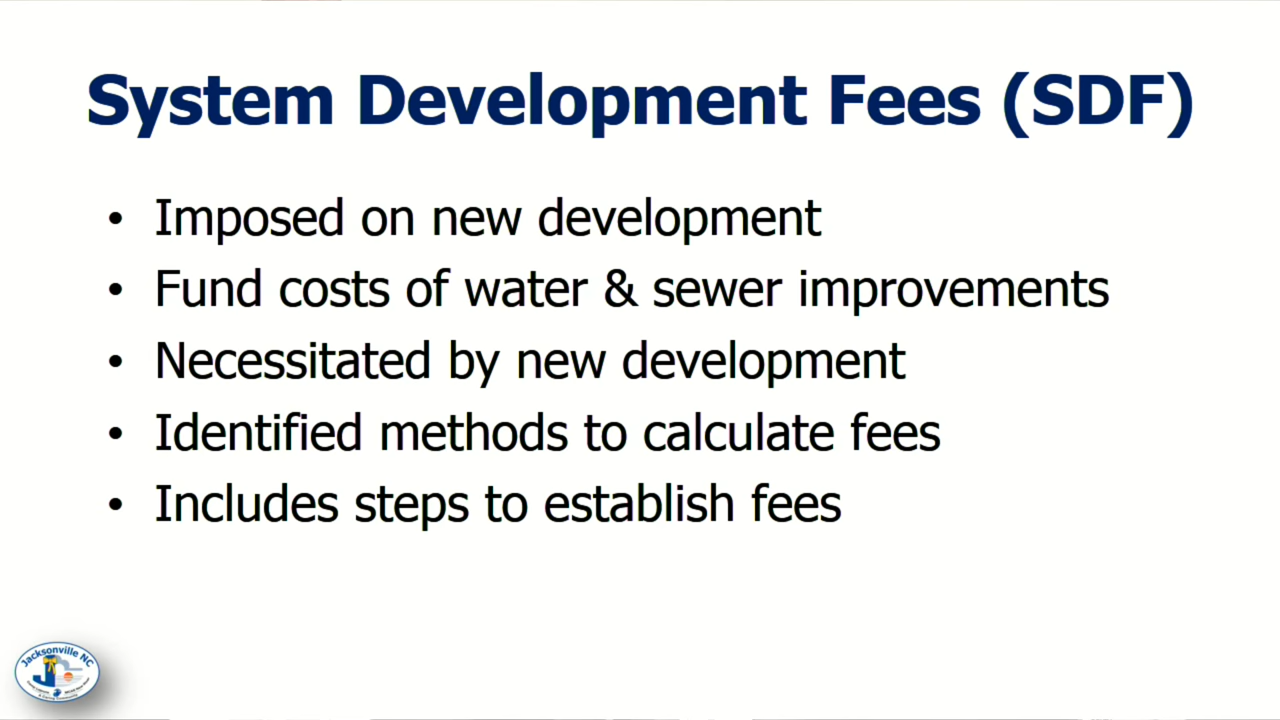 System Development Fees (SDF)
• Imposed on new development
• Fund costs of water & sewer improvements
• Necessitated by new development
• Identified methods to calculate fees
• Includes steps to establish fees
Jacksonville NC